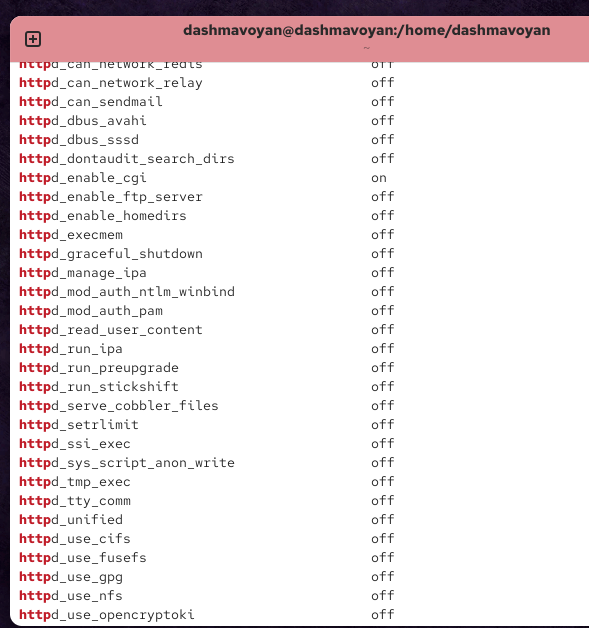 dashmavoyan@dashmavoyan:/home/dashmavoyan
~
httpd_can_network_redis off
httpd_can_network_relay off
httpd_can_sendmail off
httpd_dbus_avahi off
httpd_dbus_sssd off
httpd_dontaudit_search_dirs off
httpd_enable_cgi on
httpd_enable_ftp_server off
httpd_enable_homedirs off
httpd_execmem off
httpd_graceful_shutdown off
httpd_manage_ipa off
httpd_mod_auth_ntlm_winbind off
httpd_mod_auth_pam off
httpd_read_user_content off
httpd_run_ipa off
httpd_run_preupgrade off
httpd_run_stickshift off
httpd_serve_cobbler_files off
httpd_setrlimit off
httpd_ssi_exec off
httpd_sys_script_anon_write off
httpd_tmp_exec off
httpd_tty_comm off
httpd_unified off
httpd_use_cifs off
httpd_use_fusefs off
httpd_use_gpg off
httpd_use_nfs off
httpd_use_opencryptoki off